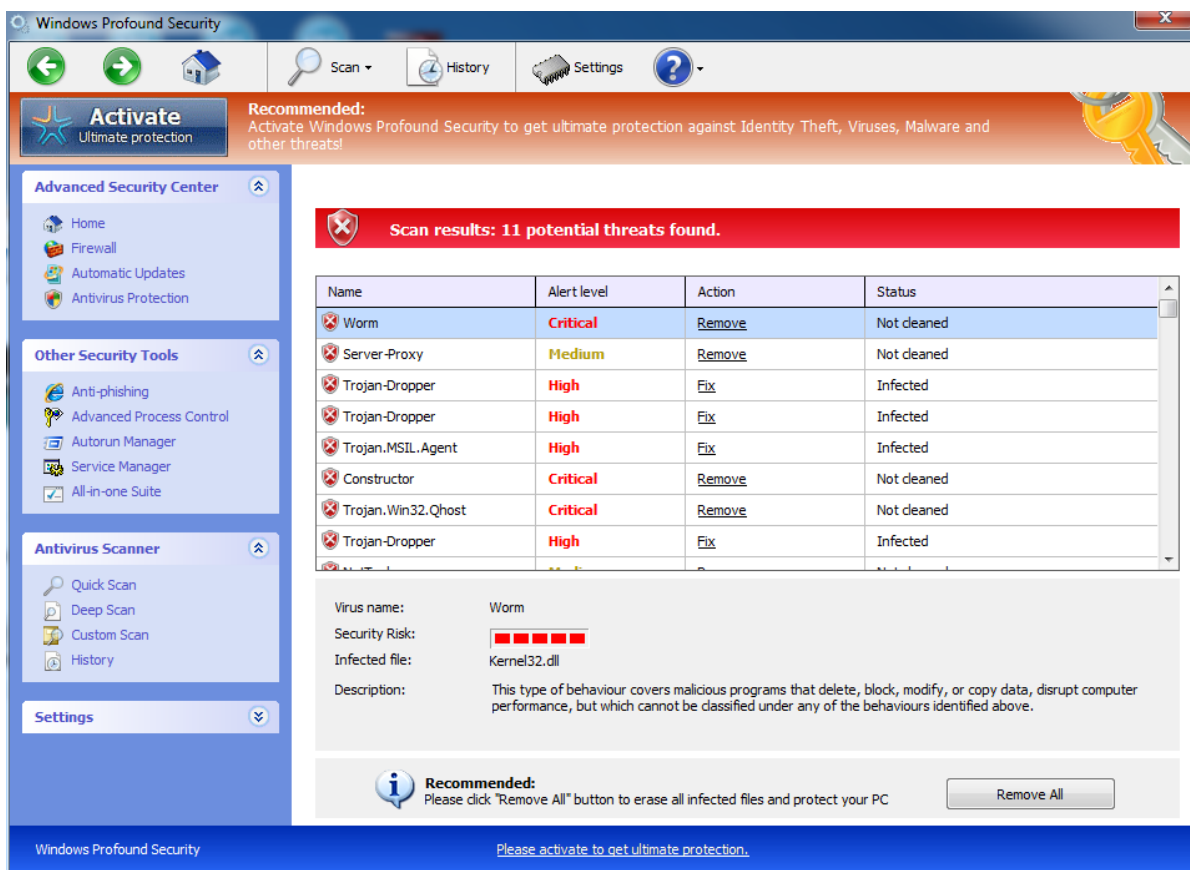 Windows Profound Security
Scan
History
Settings
Activate
Ultimate protection
Recommended:
Activate Windows Profound Security to get ultimate protection against Identity Theft, Viruses, Malware and
other threats!
Advanced Security Center
Home
Firewall
Automatic Updates
Antivirus Protection
Other Security Tools
Anti-phishing
Advanced Process Control
Autorun Manager
Service Manager
All-in-one Suite
Antivirus Scanner
Quick Scan
Deep Scan
Custom Scan
History
Settings
Scan results: 11 potential threats found.
Name Alert level Action Status
Worm Critical Remove Not cleaned
Server-Proxy Medium Remove Not cleaned
Trojan-Dropper High Fix Infected
Trojan-Dropper High Fix Infected
Trojan.MSIL.Agent High Fix Infected
Constructor Critical Remove Not cleaned
Trojan.Win32.Qhost Critical Remove Not cleaned
Trojan-Dropper High Fix Infected
Virus name: Worm
Security Risk:
Infected file: Kernel32.dll
Description: This type of behaviour covers malicious programs that delete, block, modify, or copy data, disrupt computer
performance, but which cannot be classified under any of the behaviours identified above.
Recommended:
Please click "Remove All" button to erase all infected files and protect your PC
Remove All
Windows Profound Security
Please activate to get ultimate protection.